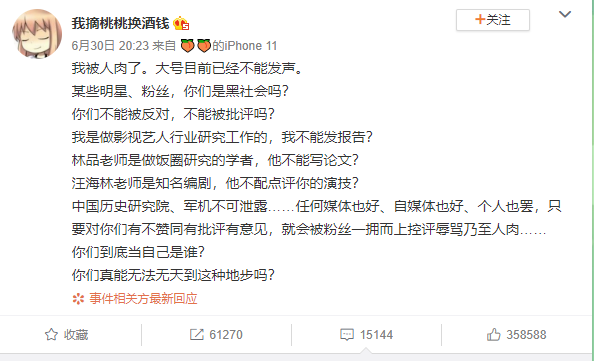 我摘桃桃换酒钱
+关注
6月30日 20:23 来自 🍑🍑的iPhone 11
我被人肉了。大号目前已经不能发声。
某些明星、粉丝，你们是黑社会吗?
你们不能被反对，不能被批评吗?
我是做影视艺人行业研究工作的，我不能发报告?
林品老师是做饭圈研究的学者，他不能写论文?
汪海林老师是知名编剧，他不配点评你的演技?
中国历史研究院、军机不可泄露……任何媒体也好、自媒体也好、个人也罢，只
要对你们有不赞同有批评有意见，就会被粉丝一拥而上控评辱骂乃至人肉……
你们到底当自己是谁?
你们真能无法无天到这种地步吗?
事件相关方最新回应
收藏
61270
15144
358588